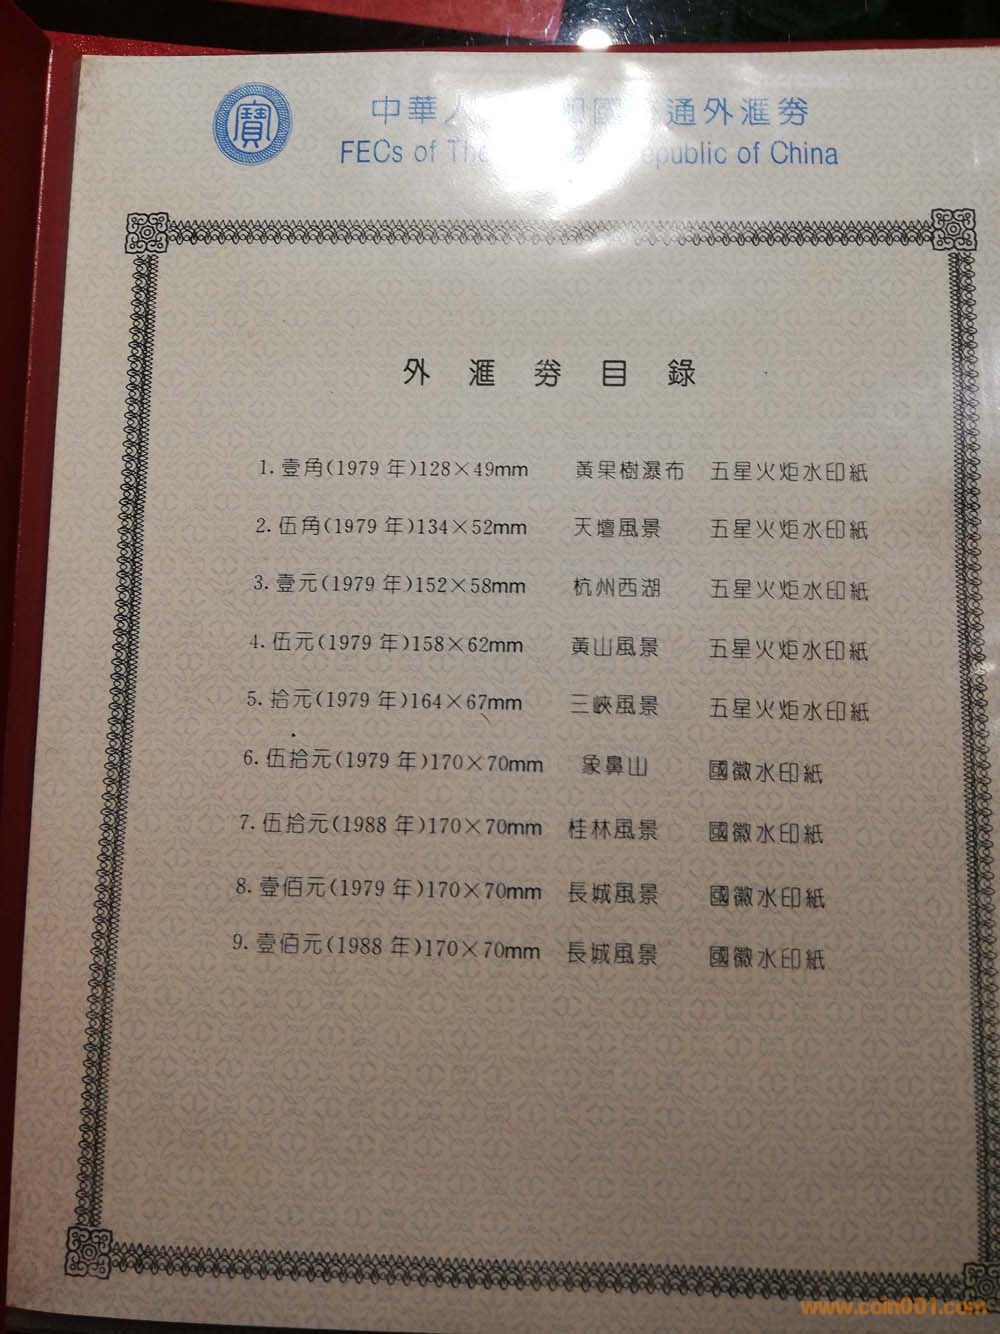 寶
中華人 國 通外滙劵
FECs of The Republic of China
外滙劵目錄
1. 壹角(1979 年)128×49mm 黃果樹瀑布 五星火炬水印紙
2. 伍角(1979 年)134×52mm 天壇風景 五星火炬水印紙
3. 壹元(1979 年)152×58mm 杭州西湖 五星火炬水印紙
4. 伍元(1979 年)158×62mm 黃山風景 五星火炬水印紙
5. 拾元(1979 年)164×67mm 三峽風景 五星火炬水印紙
6. 伍拾元(1979 年)170×70mm 象鼻山 國徽水印紙
7. 伍拾元(1988 年)170×70mm 桂林風景 國徽水印紙
8. 壹佰元(1979 年)170×70mm 長城風景 國徽水印紙
9. 壹佰元(1988 年)170×70mm 長城風景 國徽水印紙
www.coin001.com